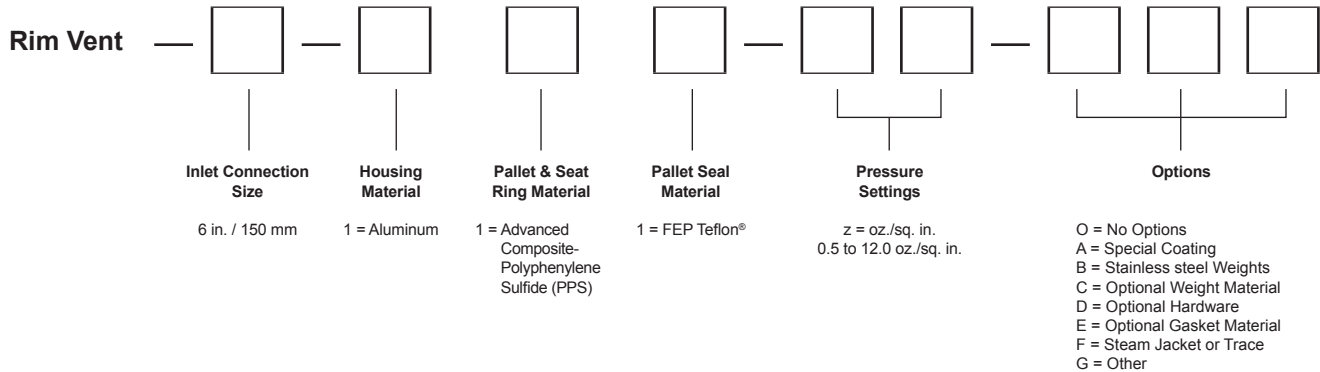 Rim Vent
Inlet Connection
Size
6 in. / 150 mm
Housing
Material
1 = Aluminum
Pallet & Seat
Ring Material
1 = Advanced
Composite-
Polyphenylene
Sulfide (PPS)
Pallet Seal
Material
1 = FEP Teflon®
Pressure
Settings
z = oz./sq. in.
0.5 to 12.0 oz./sq. in.
Options
O = No Options
A = Special Coating
B = Stainless steel Weights
C = Optional Weight Material
D = Optional Hardware
E = Optional Gasket Material
F = Steam Jacket or Trace
G = Other